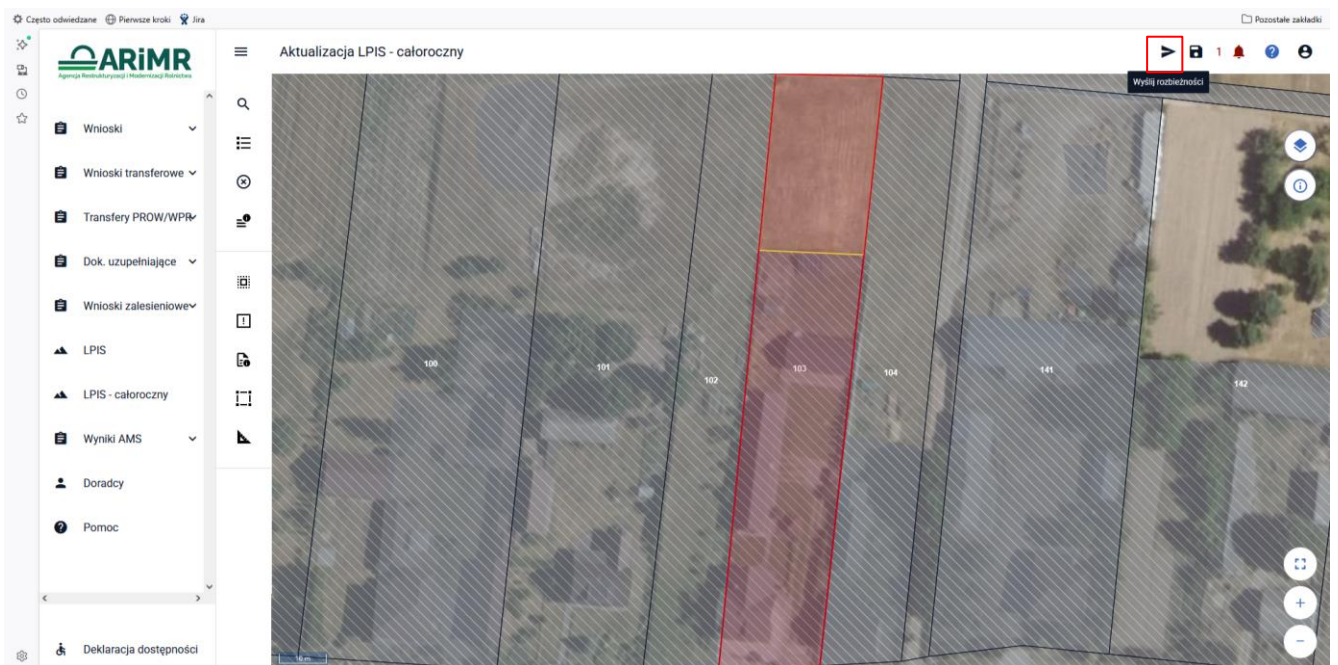 Często odwiedzane Pierwsze kroki Jira Pozostałe zakładki
ARiMR
Agencja Restrukturyzacji i Modernizacji Rolnictwa
Aktualizacja LPIS - całoroczny
1
Wyślij rozbieżności
Wnioski
Wnioski transferowe
Transfery PROW/WPR
Dok. uzupełniające
Wnioski zalesieniowe
LPIS
LPIS - całoroczny
Wyniki AMS
Doradcy
Pomoc
Deklaracja dostępności
100
101
102
103
104
141
142
10 m